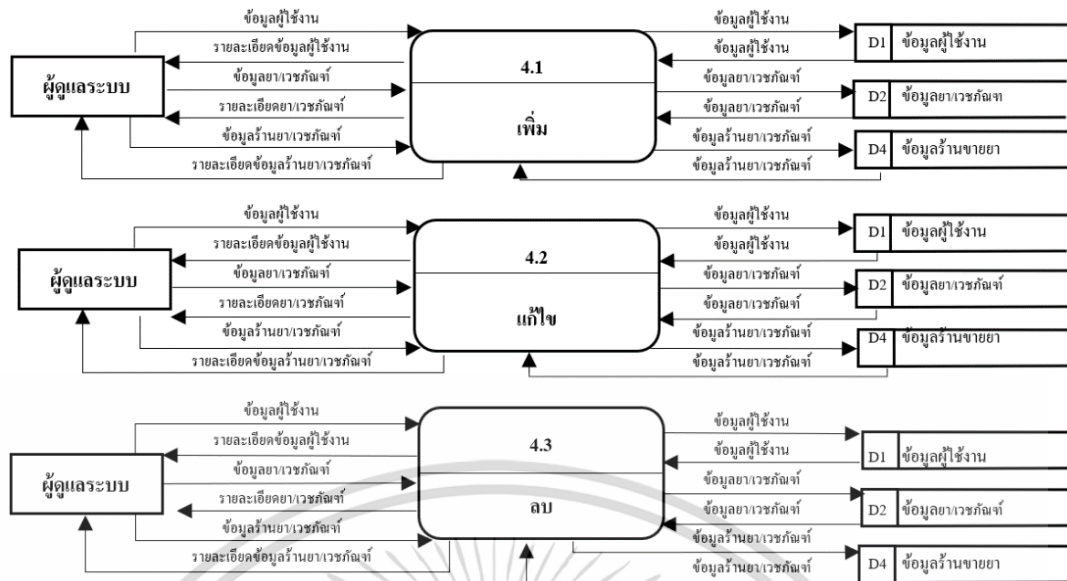 ข้อมูลผู้ใช้งาน
รายละเอียดข้อมูลผู้ใช้งาน
ข้อมูลยา/เวชภัณฑ์
รายละเอียดยา/เวชภัณฑ์
ข้อมูลร้านยา/เวชภัณฑ์
รายละเอียดข้อมูลร้านยา/เวชภัณฑ์
ผู้ดูแลระบบ
4.1
เพิ่ม
ข้อมูลผู้ใช้งาน
ข้อมูลผู้ใช้งาน
ข้อมูลยา/เวชภัณฑ์
ข้อมูลยา/เวชภัณฑ์
ข้อมูลร้านยา/เวชภัณฑ์
ข้อมูลร้านยา/เวชภัณฑ์
D1 ข้อมูลผู้ใช้งาน
D2 ข้อมูลยา/เวชภัณฑ
D4 ข้อมูลร้านขายยา
ข้อมูลผู้ใช้งาน
รายละเอียดข้อมูลผู้ใช้งาน
ข้อมูลยา/เวชภัณฑ์
รายละเอียดยา/เวชภัณฑ์
ข้อมูลร้านยา/เวชภัณฑ์
รายละเอียดข้อมูลร้านยา/เวชภัณฑ์
ผู้ดูแลระบบ
4.2
แก้ไข
ข้อมูลผู้ใช้งาน
ข้อมูลผู้ใช้งาน
ข้อมูลยา/เวชภัณฑ์
ข้อมูลยา/เวชภัณฑ์
ข้อมูลร้านยา/เวชภัณฑ์
ข้อมูลร้านยา/เวชภัณฑ์
D1 ข้อมูลผู้ใช้งาน
D2 ข้อมูลยา/เวชภัณฑ์
D4 ข้อมูลร้านขายยา
ข้อมูลผู้ใช้งาน
รายละเอียดข้อมูลผู้ใช้งาน
ข้อมูลยา/เวชภัณฑ์
รายละเอียดยา/เวชภัณฑ์
ข้อมูลร้านยา/เวชภัณฑ์
รายละเอียดข้อมูลร้านยา/เวชภัณฑ์
ผู้ดูแลระบบ
4.3
ลบ
ข้อมูลผู้ใช้งาน
ข้อมูลผู้ใช้งาน
ข้อมูลยา/เวชภัณฑ์
ข้อมูลยา/เวชภัณฑ์
ข้อมูลร้านยา/เวชภัณฑ์
ข้อมูลร้านยา/เวชภัณฑ์
D1 ข้อมูลผู้ใช้งาน
D2 ข้อมูลยา/เวชภัณฑ์
D4 ข้อมูลร้านขายยา